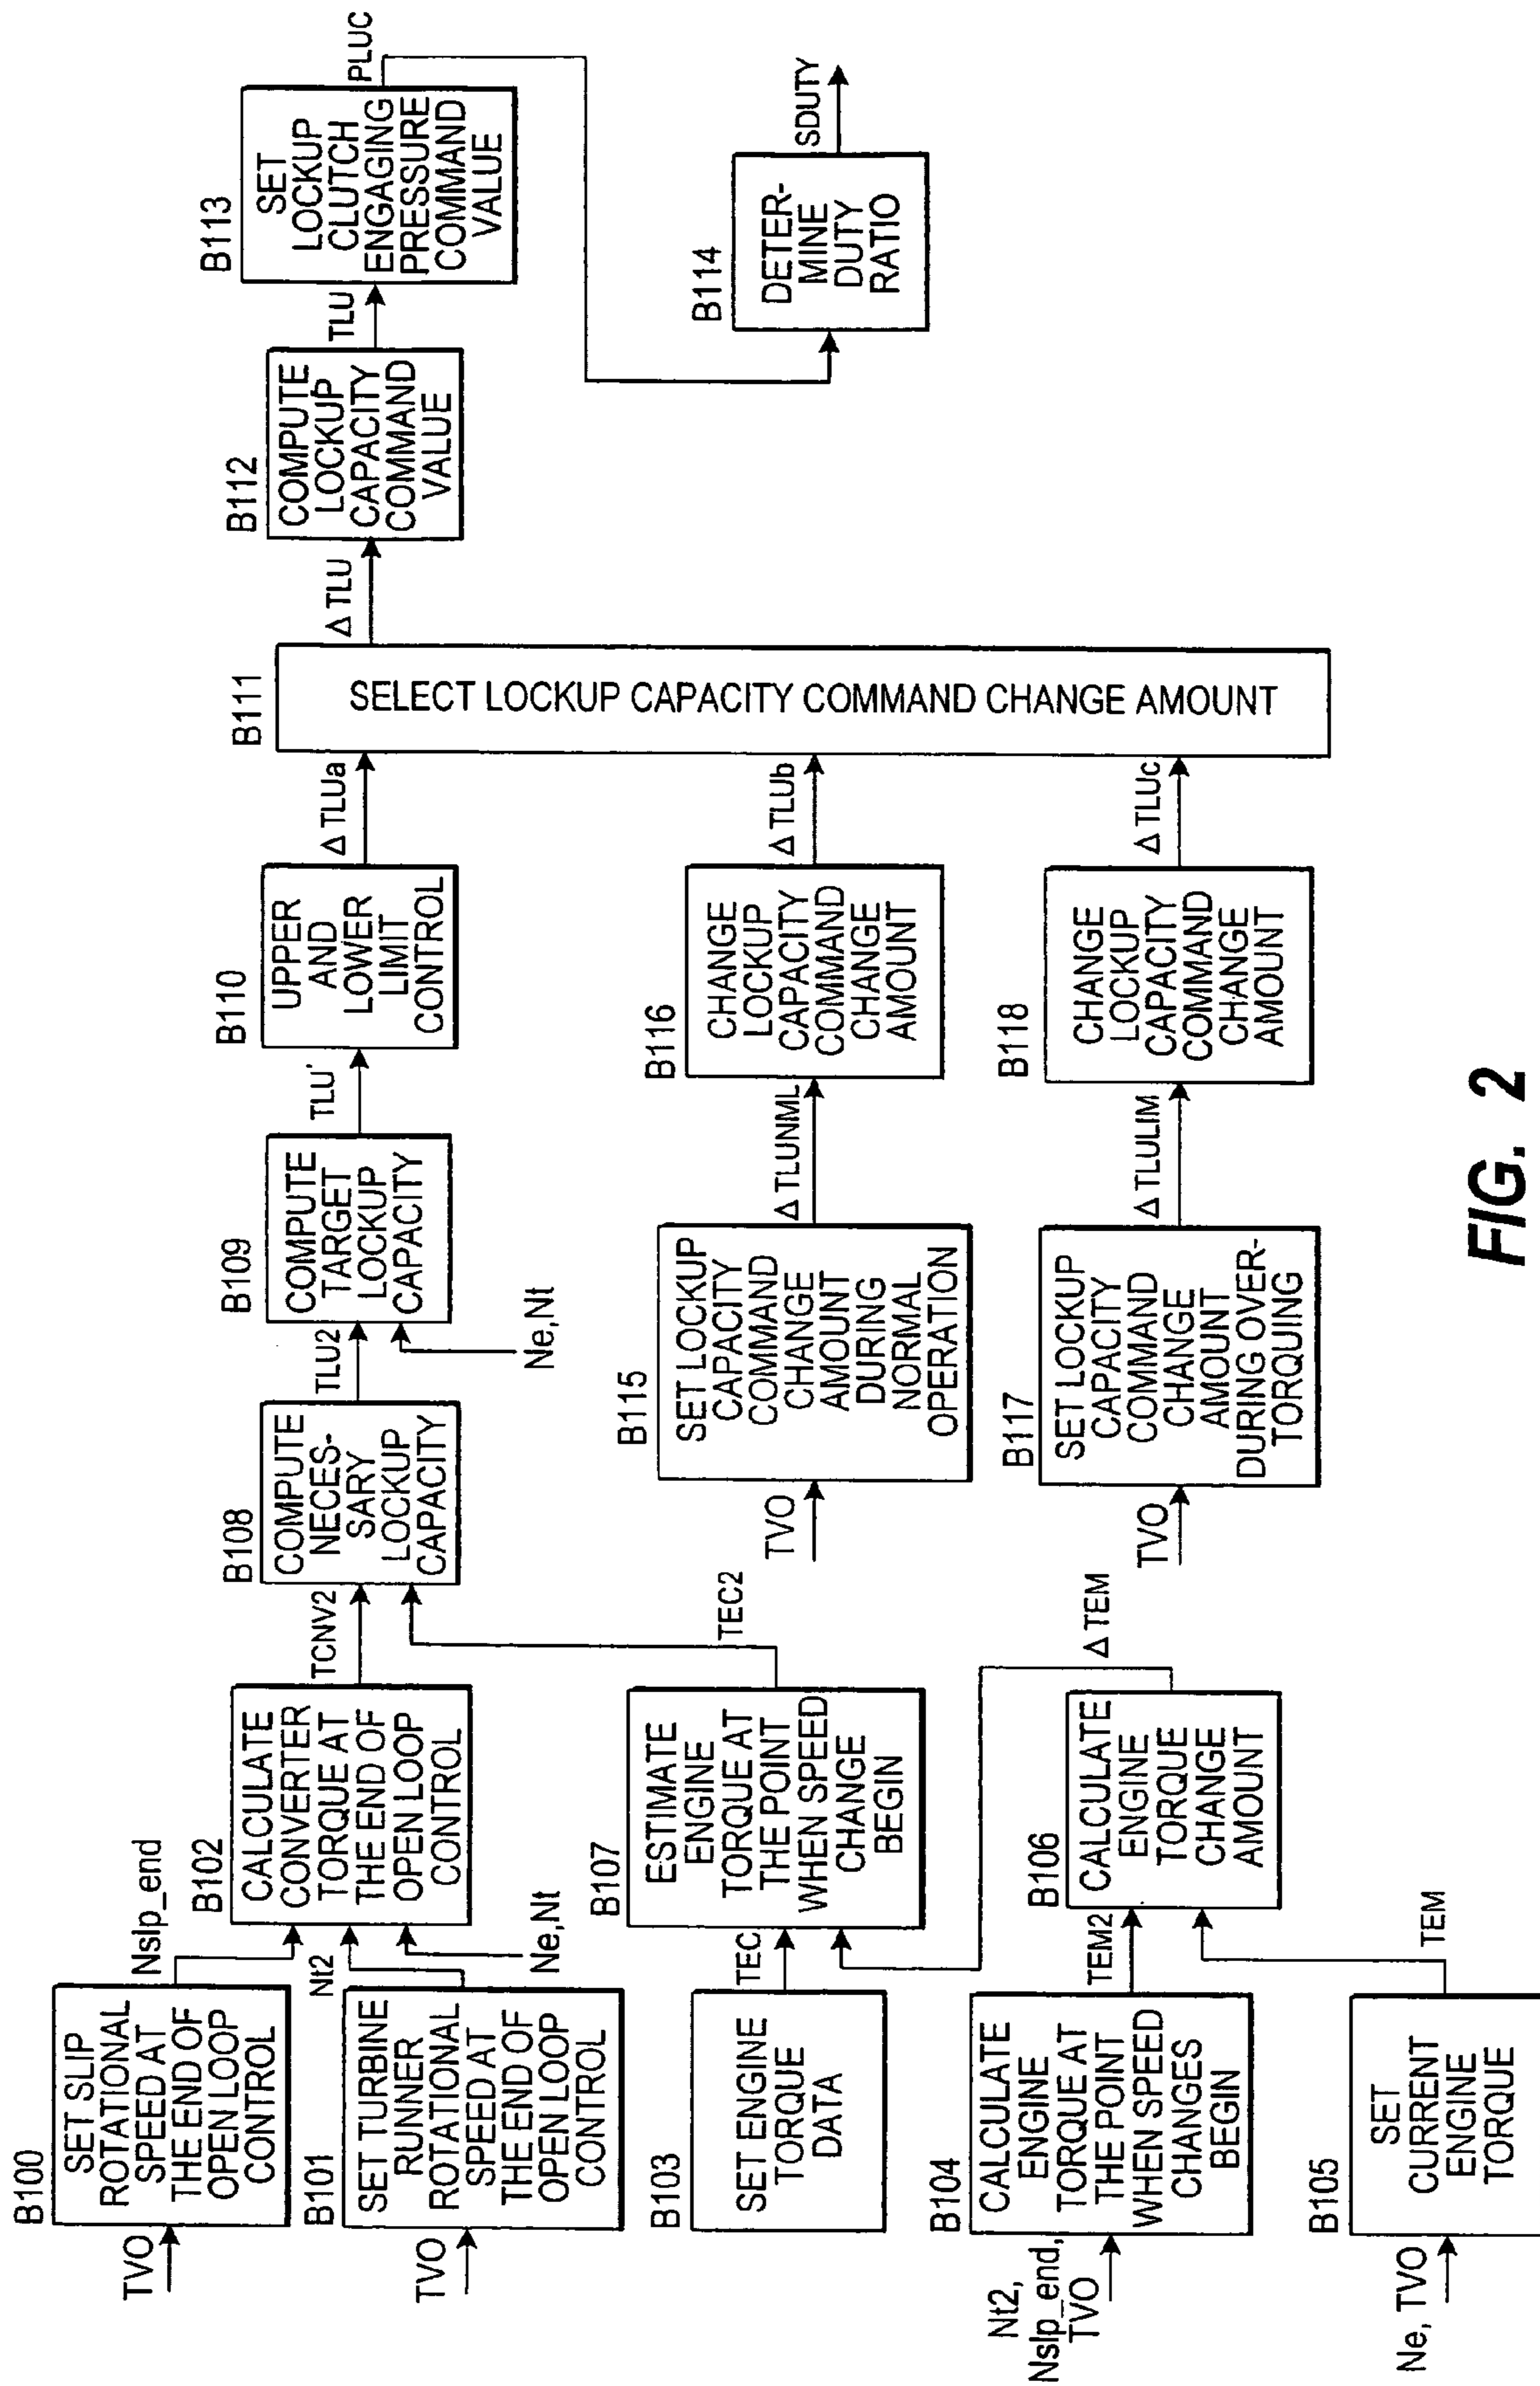 B100
SET SLIP
ROTATIONAL
SPEED AT
THE END OF
OPEN LOOP
CONTROL
TVO
Nslp_end
B101
SET TURBINE
RUNNER
ROTATIONAL
SPEED AT
THE END OF
OPEN LOOP
CONTROL
TVO
Nt2
Ne,Nt
B102
CALCULATE
CONVERTER
TORQUE AT
THE END OF
OPEN LOOP
CONTROL
TCNV2
B103
SET ENGINE
TORQUE
DATA
TEC
B104
CALCULATE
ENGINE
TORQUE AT
THE POINT
WHEN SPEED
CHANGES
BEGIN
Nt2,
Nslp_end,
TVO
TEM2
B105
SET
CURRENT
ENGINE
TORQUE
Ne, TVO
TEM
B106
CALCULATE
ENGINE
TORQUE
CHANGE
AMOUNT
Δ TEM
B107
ESTIMATE
ENGINE
TORQUE AT
THE POINT
WHEN SPEED
CHANGE
BEGIN
TEC2
B108
COMPUTE
NECES-
SARY
LOCKUP
CAPACITY
TLU2
Ne,Nt
B109
COMPUTE
TARGET
LOCKUP
CAPACITY
TLU'
B110
UPPER
AND
LOWER
LIMIT
CONTROL
Δ TLUa
B115
SET LOCKUP
CAPACITY
COMMAND
CHANGE
AMOUNT
DURING
NORMAL
OPERATION
TVO
Δ TLUNML
B116
CHANGE
LOCKUP
CAPACITY
COMMAND
CHANGE
AMOUNT
Δ TLUb
B117
SET LOCKUP
CAPACITY
COMMAND
CHANGE
AMOUNT
DURING OVER-
TORQUING
TVO
Δ TLULIM
B118
CHANGE
LOCKUP
CAPACITY
COMMAND
CHANGE
AMOUNT
Δ TLUc
B111
SELECT LOCKUP CAPACITY COMMAND CHANGE AMOUNT
Δ TLU
B112
COMPUTE
LOCKUP
CAPACITY
COMMAND
VALUE
TLU
B113
SET
LOCKUP
CLUTCH
ENGAGING
PRESSURE
COMMAND
VALUE
PLUC
B114
DETER-
MINE
DUTY
RATIO
SDUTY
FIG. 2